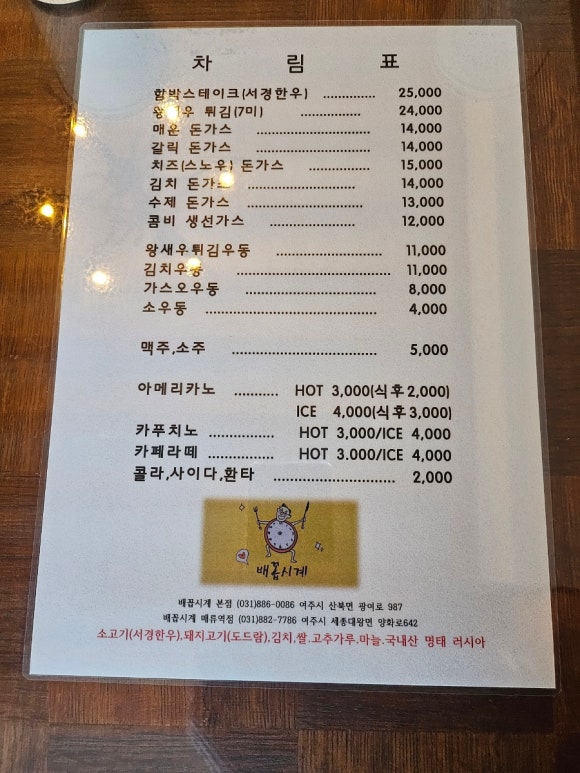 차 림 표
함박스테이크(서경한우) ............... 25,000
왕새우 튀김(7미) ................. 24,000
매운 돈가스 ................................ 14,000
갈릭 돈가스 ................................ 14,000
치즈(스노우) 돈가스 ................. 15,000
김치 돈가스 .............................. 14,000
수제 돈가스 ................................ 13,000
콤비 생선가스 ........................ 12,000
왕새우튀김우동 .............................. 11,000
김치우동 ........................................ 11,000
가스오우동 ..................................... 8,000
소우동 ................................................ 4,000
맥주,소주 ......................................... 5,000
아메리카노 ........... HOT 3,000(식후2,000)
ICE 4,000(식후3,000)
카푸치노 ................ HOT 3,000/ICE 4,000
카페라떼 ................ HOT 3.000/ICE 4,000
콜라,사이다,환타 ............................... 2,000
배꼽시계
배꼽시계 본점 (031)886-0086 여주시 산북면 광여로 987
배꼽시계 매류역점 (031)882-7786 여주시 세종대왕면 양화로642
소고기(서경한우).돼지고기(도드람).김치.쌀.고추가루.마늘.국내산 명태 러시아